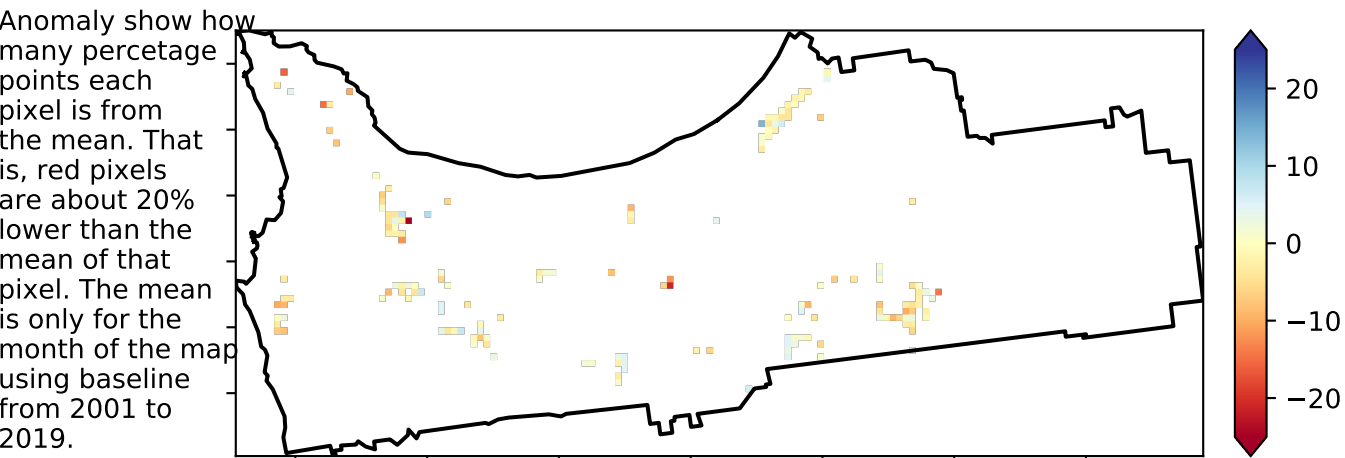 Anomaly show how
many percetage
points each
pixel is from
the mean. That
is, red pixels
are about 20%
lower than the
mean of that
pixel. The mean
is only for the
month of the map
using baseline
from 2001 to
2019.
20
10
0
−10
−20